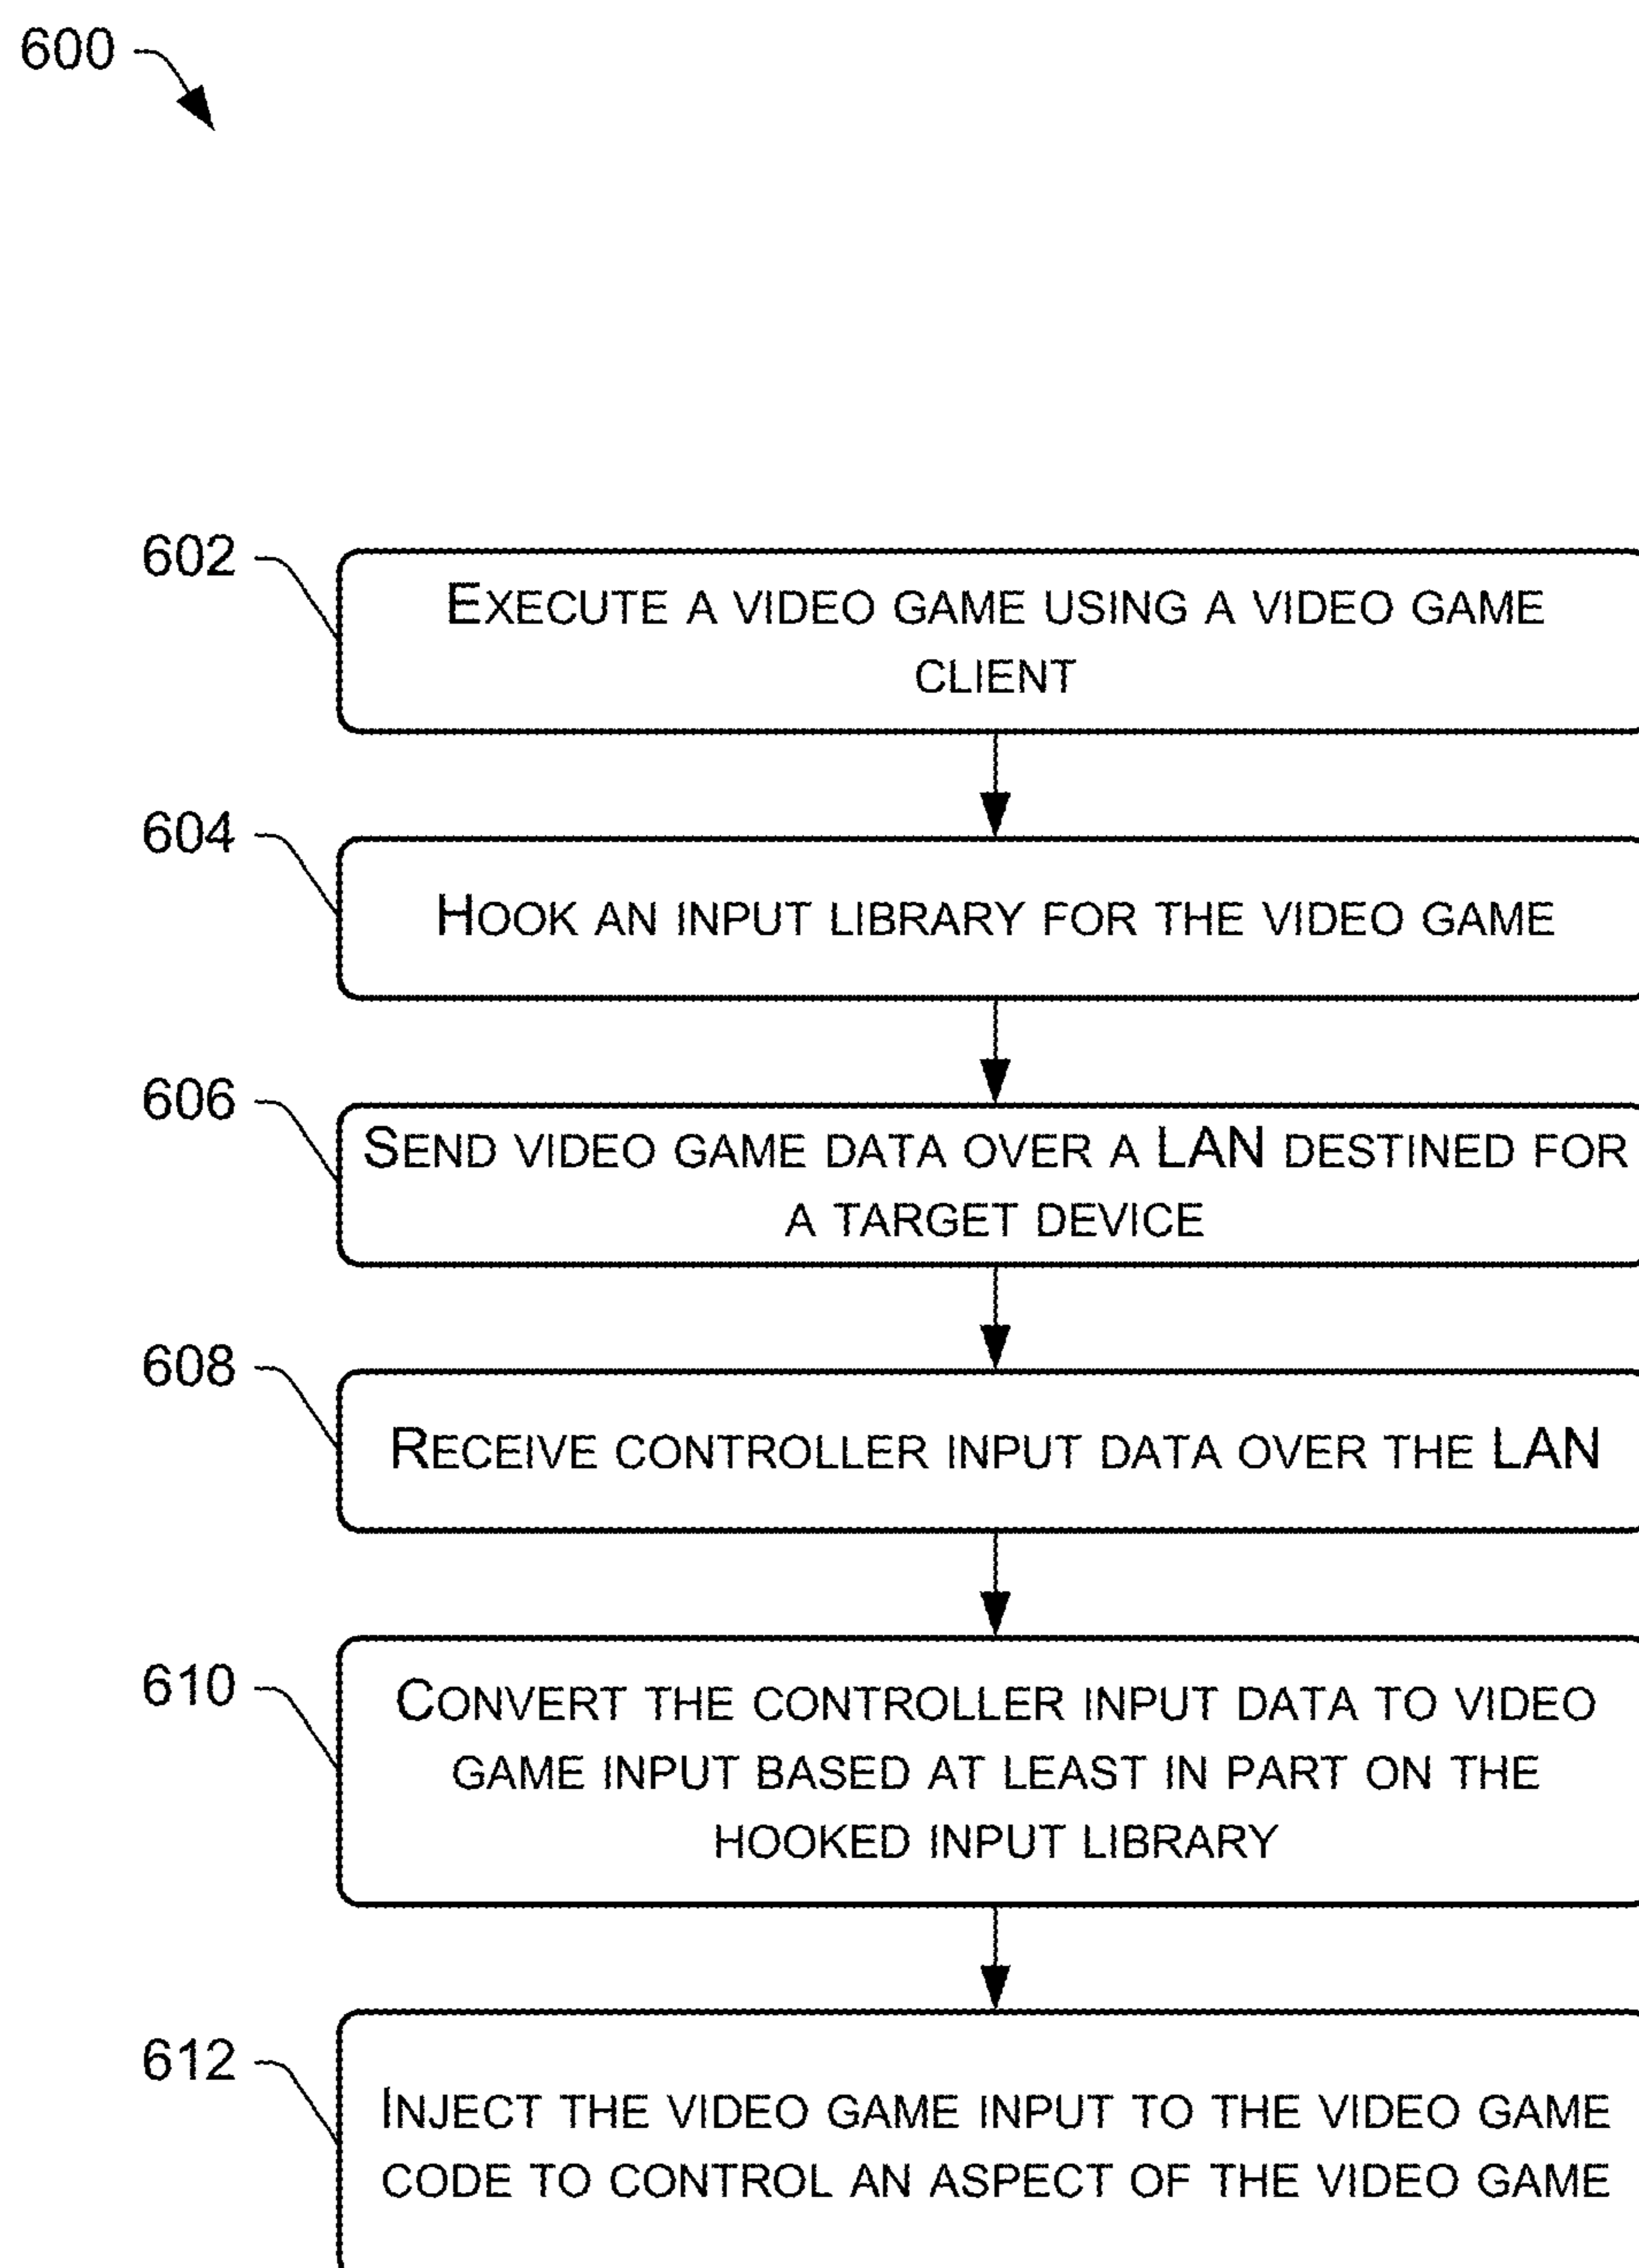 600
602
EXECUTE A VIDEO GAME USING A VIDEO GAME
CLIENT
604
HOOK AN INPUT LIBRARY FOR THE VIDEO GAME
606
SEND VIDEO GAME DATA OVER A LAN DESTINED FOR
A TARGET DEVICE
608
RECEIVE CONTROLLER INPUT DATA OVER THE LAN
610
CONVERT THE CONTROLLER INPUT DATA TO VIDEO
GAME INPUT BASED AT LEAST IN PART ON THE
HOOKED INPUT LIBRARY
612
INJECT THE VIDEO GAME INPUT TO THE VIDEO GAME
CODE TO CONTROL AN ASPECT OF THE VIDEO GAME